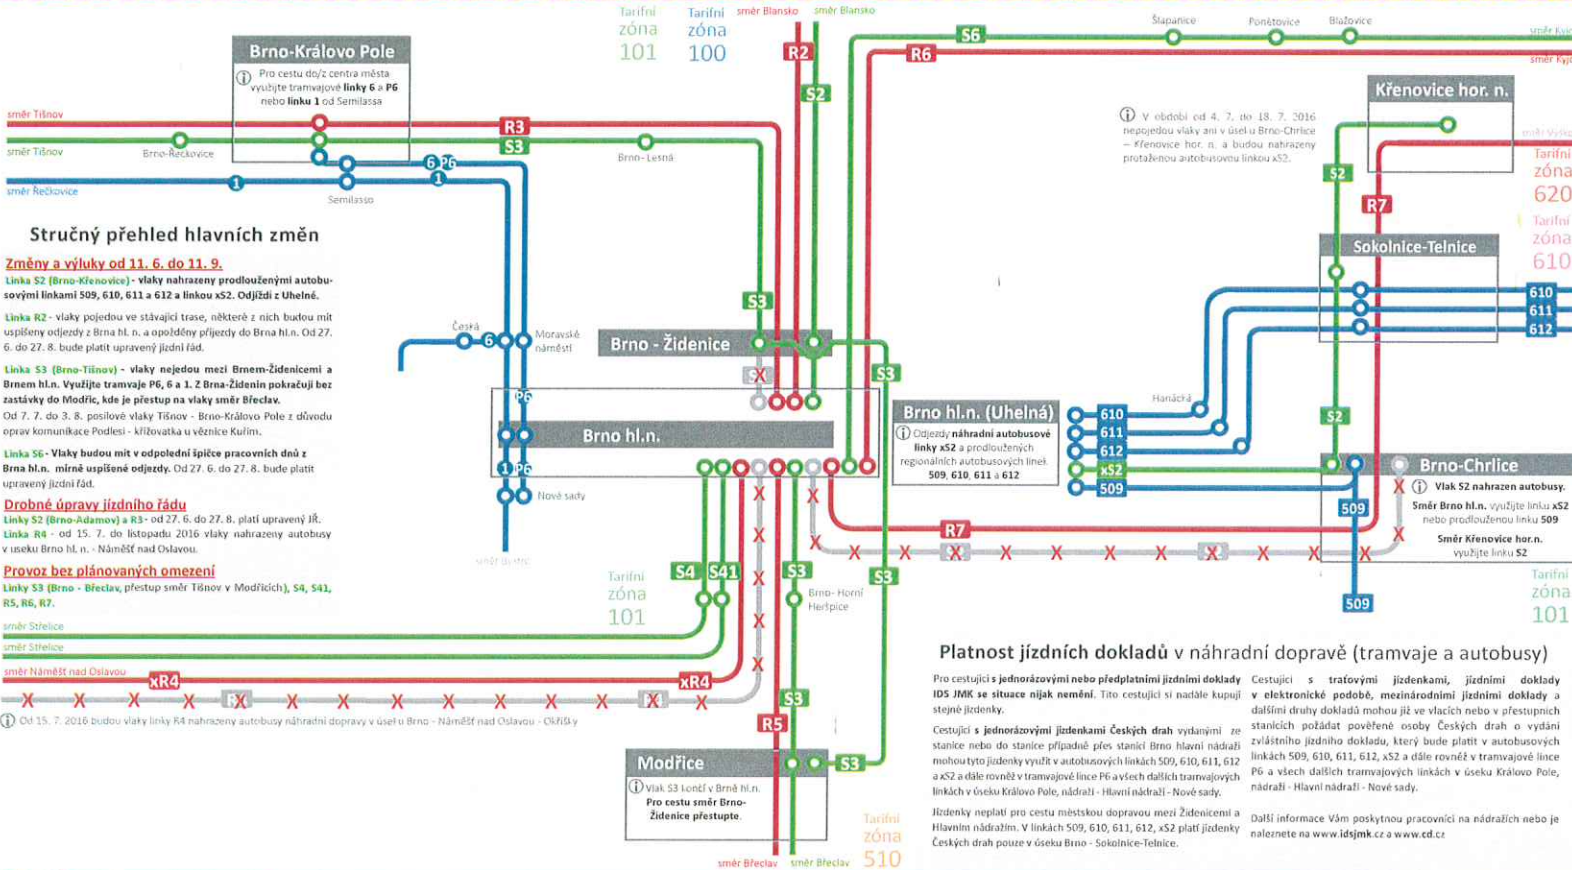 Tarifní
zóna
101
Tarifní
zóna
100
směr Blansko
směr Blansko
R2
S2
S6
R6
Šlapanice
Ponětovice
Blažovice
Brno-Královo Pole
Pro cestu do/z centra města
využijte tramvajové linky 6 a P6
nebo linku 1 od Semilassa
směr Tišnov
směr Tišnov
Brno-Řečkovice
R3
S3
Brno-Lesná
6 P6
1
1
směr Řečkovice
Semilasso
V období od 4. 7. do 18. 7. 2016
nepojedou vlaky ani v úseku Brno-Chrlice
– Křenovice hor. n. a budou nahrazeny
protaženou autobusovou linkou xS2.
Křenovice hor. n.
S2
R7
Tarifní
zóna
620
Tarifní
zóna
610
Sokolnice-Telnice
610
611
612
Stručný přehled hlavních změn
Změny a výluky od 11. 6. do 11. 9.
Linka S2 (Brno-Křenovice) - vlaky nahrazeny prodlouženými autobu-
sovými linkami 509, 610, 611 a 612 a linkou xS2. Odjíždí z Uhelné.
Linka R2 - vlaky pojedou ve stávající trase, některé z nich budou mít
uspíšeny odjezdy z Brna hl. n. a opožděny příjezdy do Brna hl.n. Od 27.
6. do 27. 8. bude platit upravený jízdní řád.
Linka S3 (Brno-Tišnov) - vlaky nejedou mezi Brnem-Židenicemi a
Brnem hl.n. Využijte tramvaje P6, 6 a 1. Z Brna-Židenin pokračují bez
zastávky do Modřic, kde je přestup na vlaky směr Břeclav.
Od 7. 7. do 3. 8. posílové vlaky Tišnov - Brno-Královo Pole z důvodu
oprav komunikace Podlesí - křižovatka u věznice Kuřim.
Linka S6 - Vlaky budou mít v odpolední špičce pracovních dnů z
Brna hl.n. mírně uspíšené odjezdy. Od 27. 6. do 27. 8. bude platit
upravený jízdní řád.
Drobné úpravy jízdního řádu
Linky S2 (Brno-Adamov) a R3 - od 27. 6. do 27. 8. platí upravený JŘ.
Linka R4 - od 15. 7. do listopadu 2016 vlaky nahrazeny autobusy
v úseku Brno hl. n. - Náměšť nad Oslavou.
Provoz bez plánovaných omezení
Linky S3 (Brno - Břeclav, přestup směr Tišnov v Modřicích), S4, S41,
R5, R6, R7.
Česká
6
Moravské
náměstí
P6
1
P6
Nové sady
S3
Brno - Židenice
S3
Brno hl.n.
Brno hl.n. (Uhelná)
Odjezdy náhradní autobusové
linky xS2 a prodloužených
regionálních autobusových linek
509, 610, 611 a 612
610
611
612
xS2
509
Hanácká
S2
Brno-Chrlice
Vlak S2 nahrazen autobusy.
Směr Brno hl.n. využijte linku xS2
nebo prodlouženou linku 509
Směr Křenovice hor.n.
využijte linku S2
509
509
R7
Tarifní
zóna
101
Tarifní
zóna
101
S4
S41
S3
S3
Brno- Horní
Heršpice
směr Střelice
směr Střelice
směr Náměšť nad Oslavou
xR4
xR4
Od 15. 7. 2016 budou vlaky linky R4 nahrazeny autobusy náhradní dopravy v úseku Brno - Náměšť nad Oslavou - Okříšky
S3
R5
Modřice
S3
Vlak S3 končí v Brně hl.n.
Pro cestu směr Brno-
Židenice přestupte.
směr Břeclav
směr Břeclav
Tarifní
zóna
510
Platnost jízdních dokladů v náhradní dopravě (tramvaje a autobusy)
Pro cestující s jednorázovými nebo předplatními jízdními doklady
IDS JMK se situace nijak nemění. Tito cestující si nadále kupují
stejné jízdenky.
Cestující s jednorázovými jízdenkami Českých drah vydanými ze
stanice nebo do stanice případně přes stanici Brno hlavní nádraží
mohou tyto jízdenky využít v autobusových linkách 509, 610, 611, 612
a xS2 a dále rovněž v tramvajové lince P6 a všech dalších tramvajových
linkách v úseku Královo Pole, nádraží - Hlavní nádraží - Nové sady.
Jízdenky neplatí pro cestu městskou dopravou mezi Židenicemi a
Hlavním nádražím. V linkách 509, 610, 611, 612, xS2 platí jízdenky
Českých drah pouze v úseku Brno - Sokolnice-Telnice.
Cestující s traťovými jízdenkami, jízdními doklady
v elektronické podobě, mezinárodními jízdními doklady a
dalšími druhy dokladů mohou již ve vlacích nebo v přestupních
stanicích požádat pověřené osoby Českých drah o vydání
zvláštního jízdního dokladu, který bude platit v autobusových
linkách 509, 610, 611, 612, xS2 a dále rovněž v tramvajové lince
P6 a všech dalších tramvajových linkách v úseku Královo Pole,
nádraží - Hlavní nádraží - Nové sady.
Další informace Vám poskytnou pracovníci na nádražích nebo je
naleznete na www.idsjmk.cz a www.cd.cz